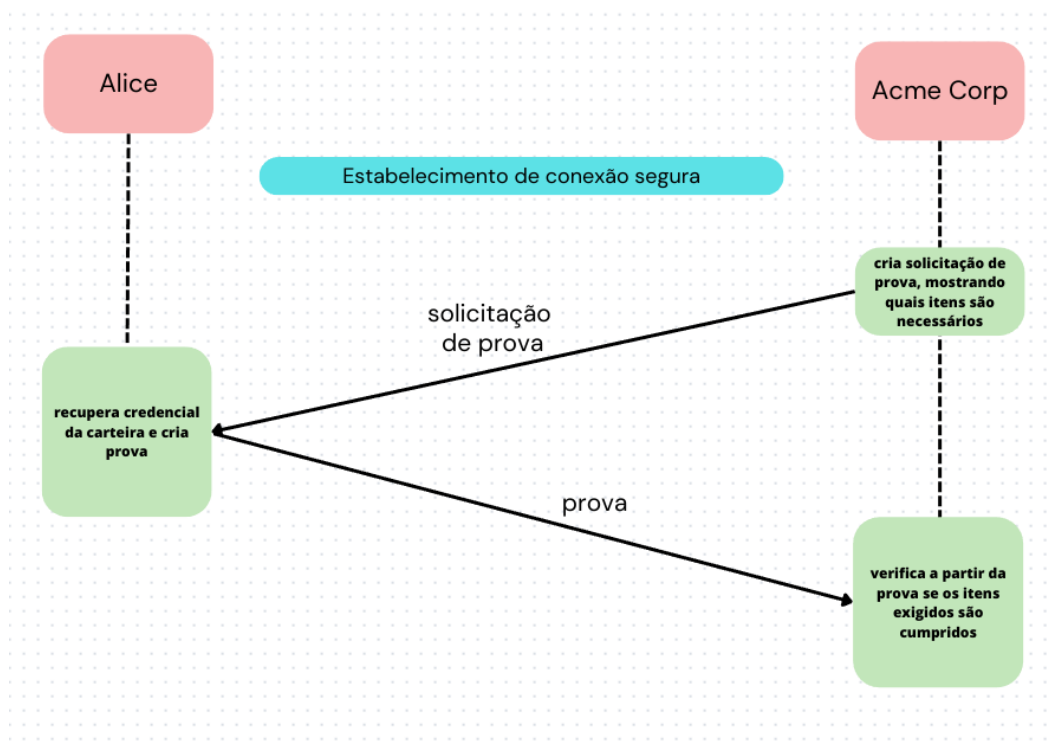 Alice
Acme Corp
Estabelecimento de conexão segura
cria solicitação de
prova, mostrando
quais itens são
necessários
solicitação
de prova
recupera credencial
da carteira e cria
prova
prova
verifica a partir da
prova se os itens
exigidos são
cumpridos